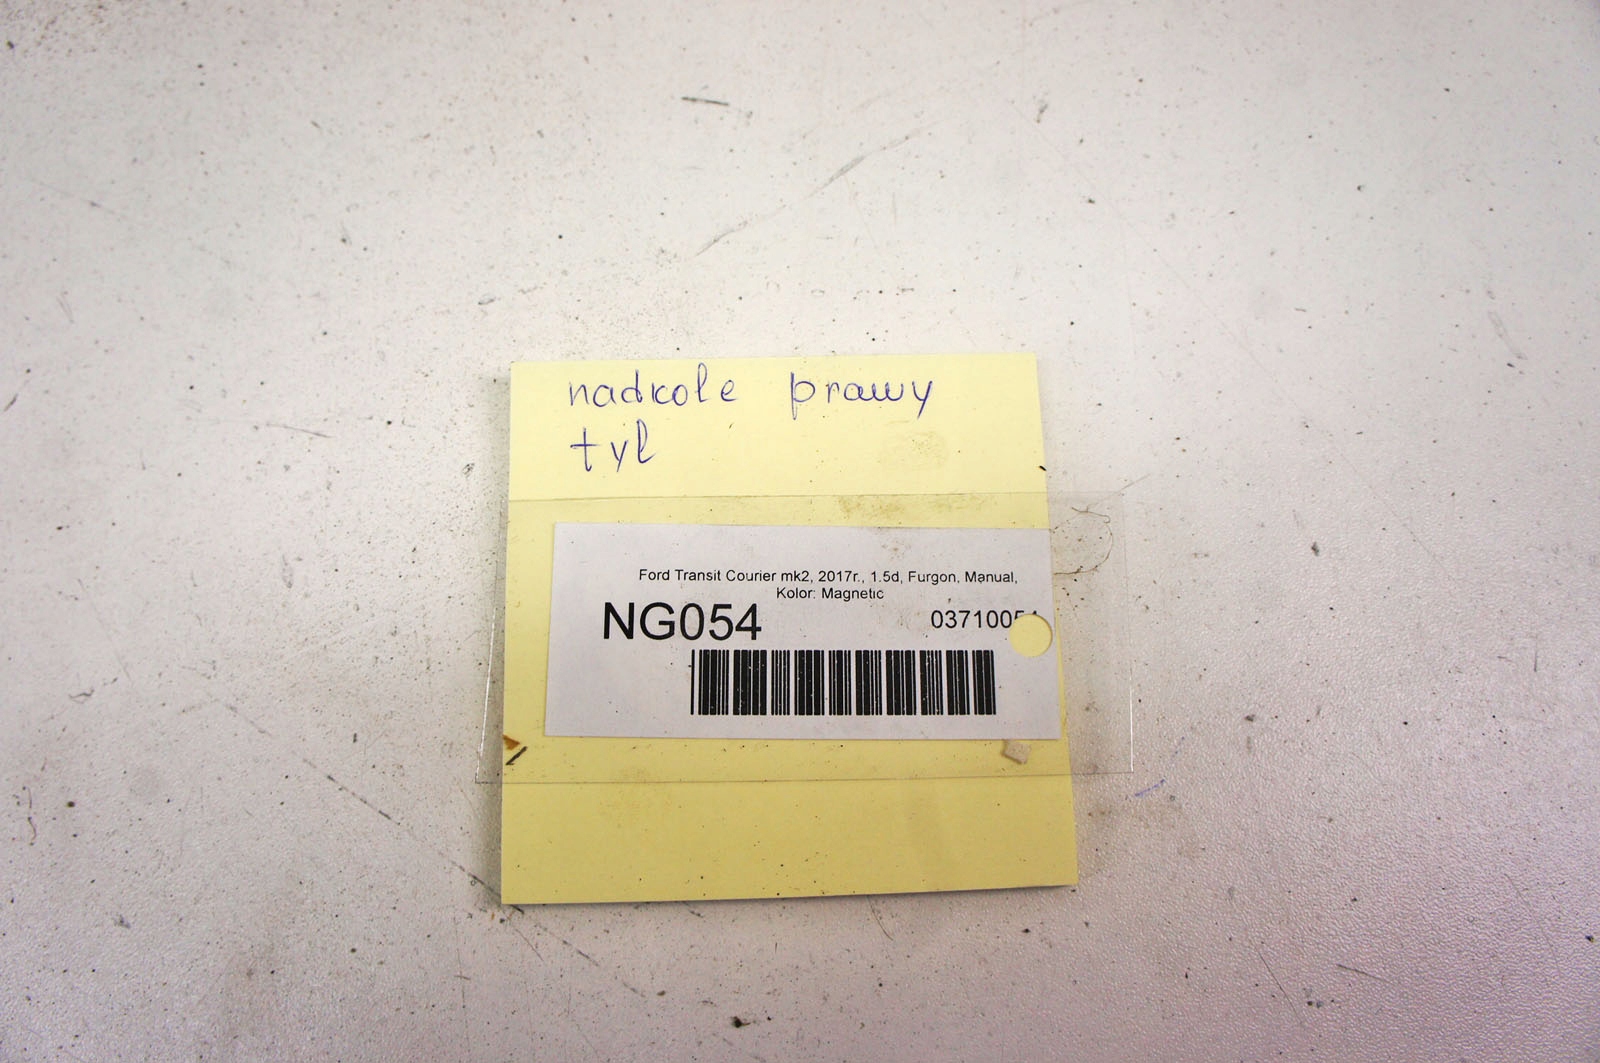 nadkole prawy
tyl
Ford Transit Courier mk2, 2017r., 1.5d, Furgon, Manual,
Kolor: Magnetic
NG054